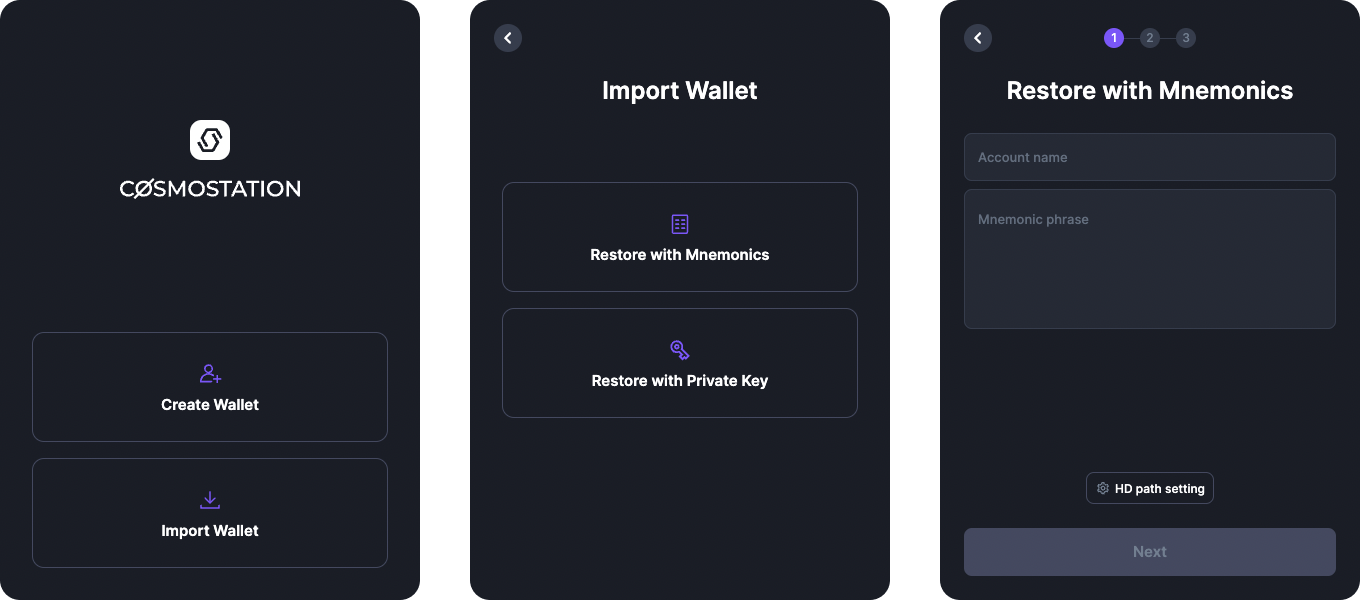 CØSMOSTATION
Create Wallet
Import Wallet
Import Wallet
Restore with Mnemonics
Restore with Private Key
1 2 3
Restore with Mnemonics
Account name
Mnemonic phrase
HD path setting
Next